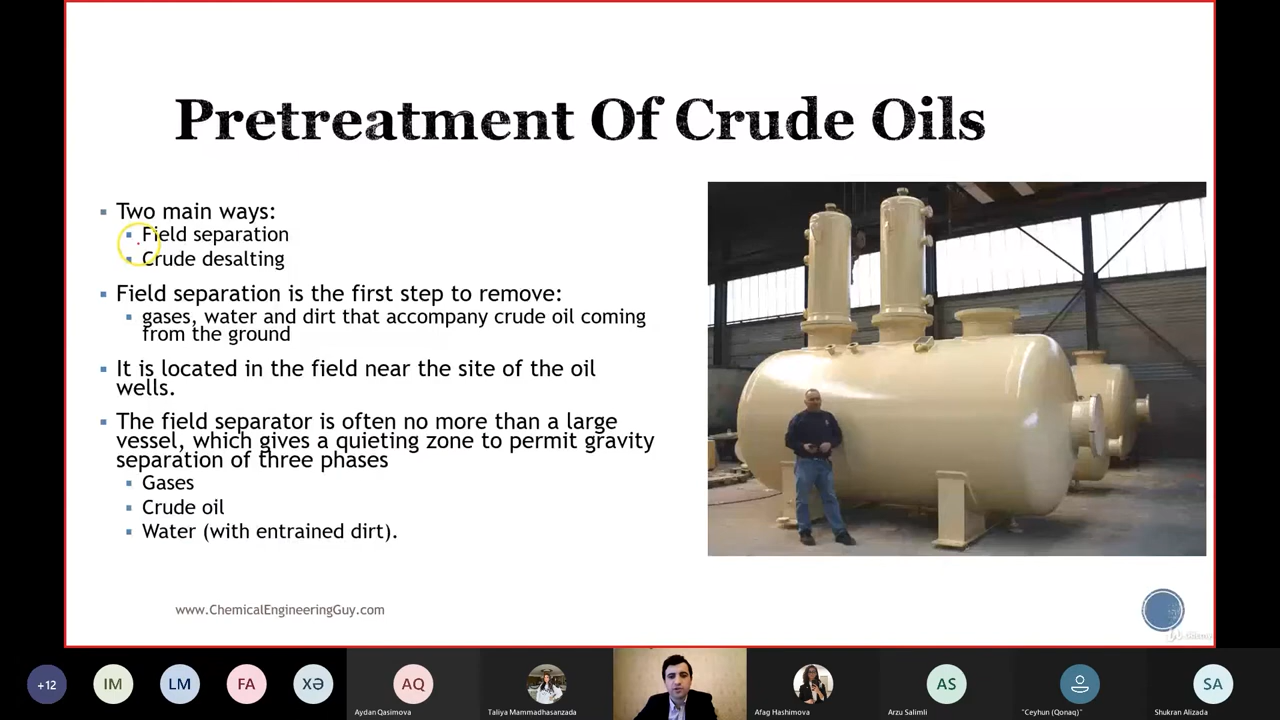 Pretreatment Of Crude Oils
Two main ways:
Field separation
Crude desalting
Field separation is the first step to remove:
gases, water and dirt that accompany crude oil coming
from the ground
It is located in the field near the site of the oil
wells.
The field separator is often no more than a large
vessel, which gives a quieting zone to permit gravity
separation of three phases
Gases
Crude oil
Water (with entrained dirt).
www.ChemicalEngineeringGuy.com
+12
IM
LM
FA
XƏ
AQ
AS
SA
Aydan Qasimova
Taliya Mammadhasanzada
Afag Hashimova
Arzu Salimli
"Ceyhun (Qonaq)"
Shukran Alizada